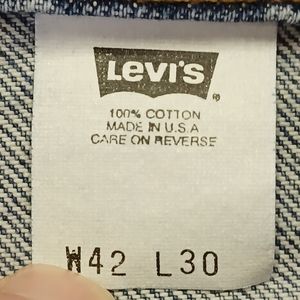 LEVI'S
®
100% COTTON
MADE IN U.S.A
CARE ON REVERSE
W42 L30